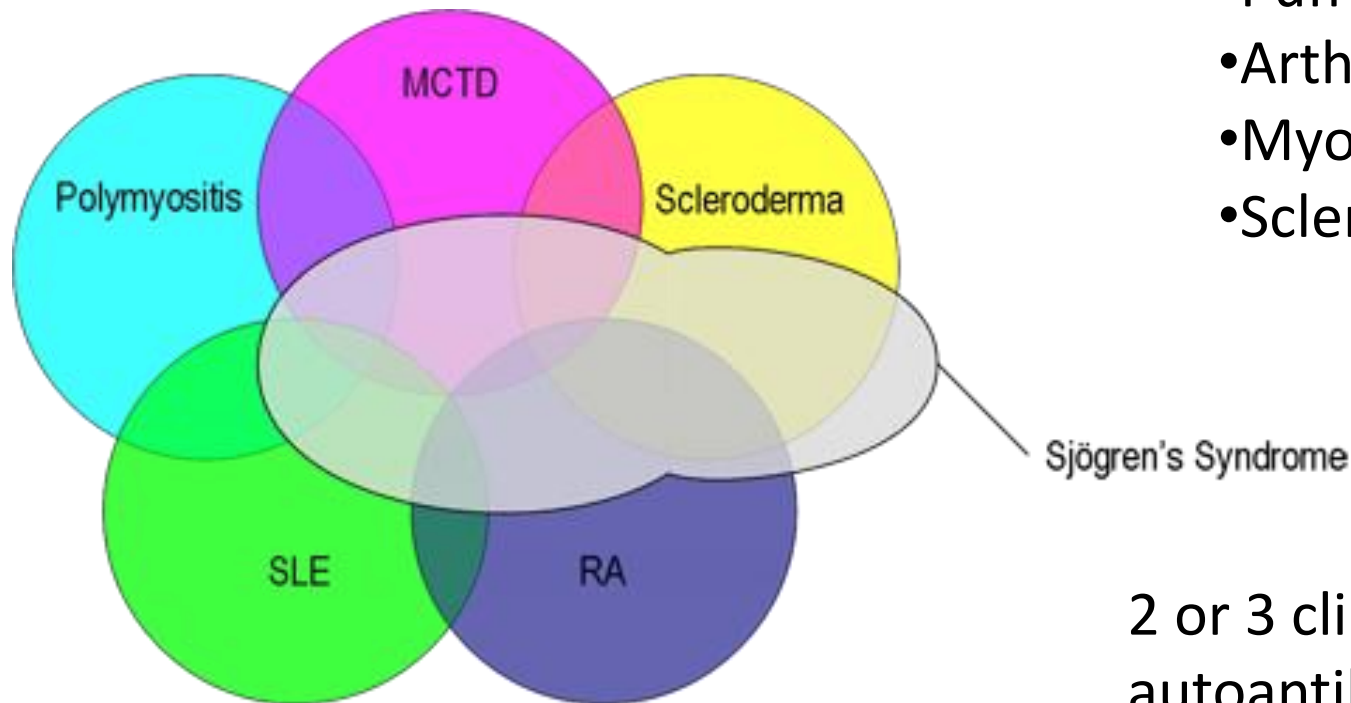 MCTD
Polymyositis
Scleroderma
Sjögren's Syndrome
SLE
RA
•Arth
•Myo
•Scler
2 or 3 cli